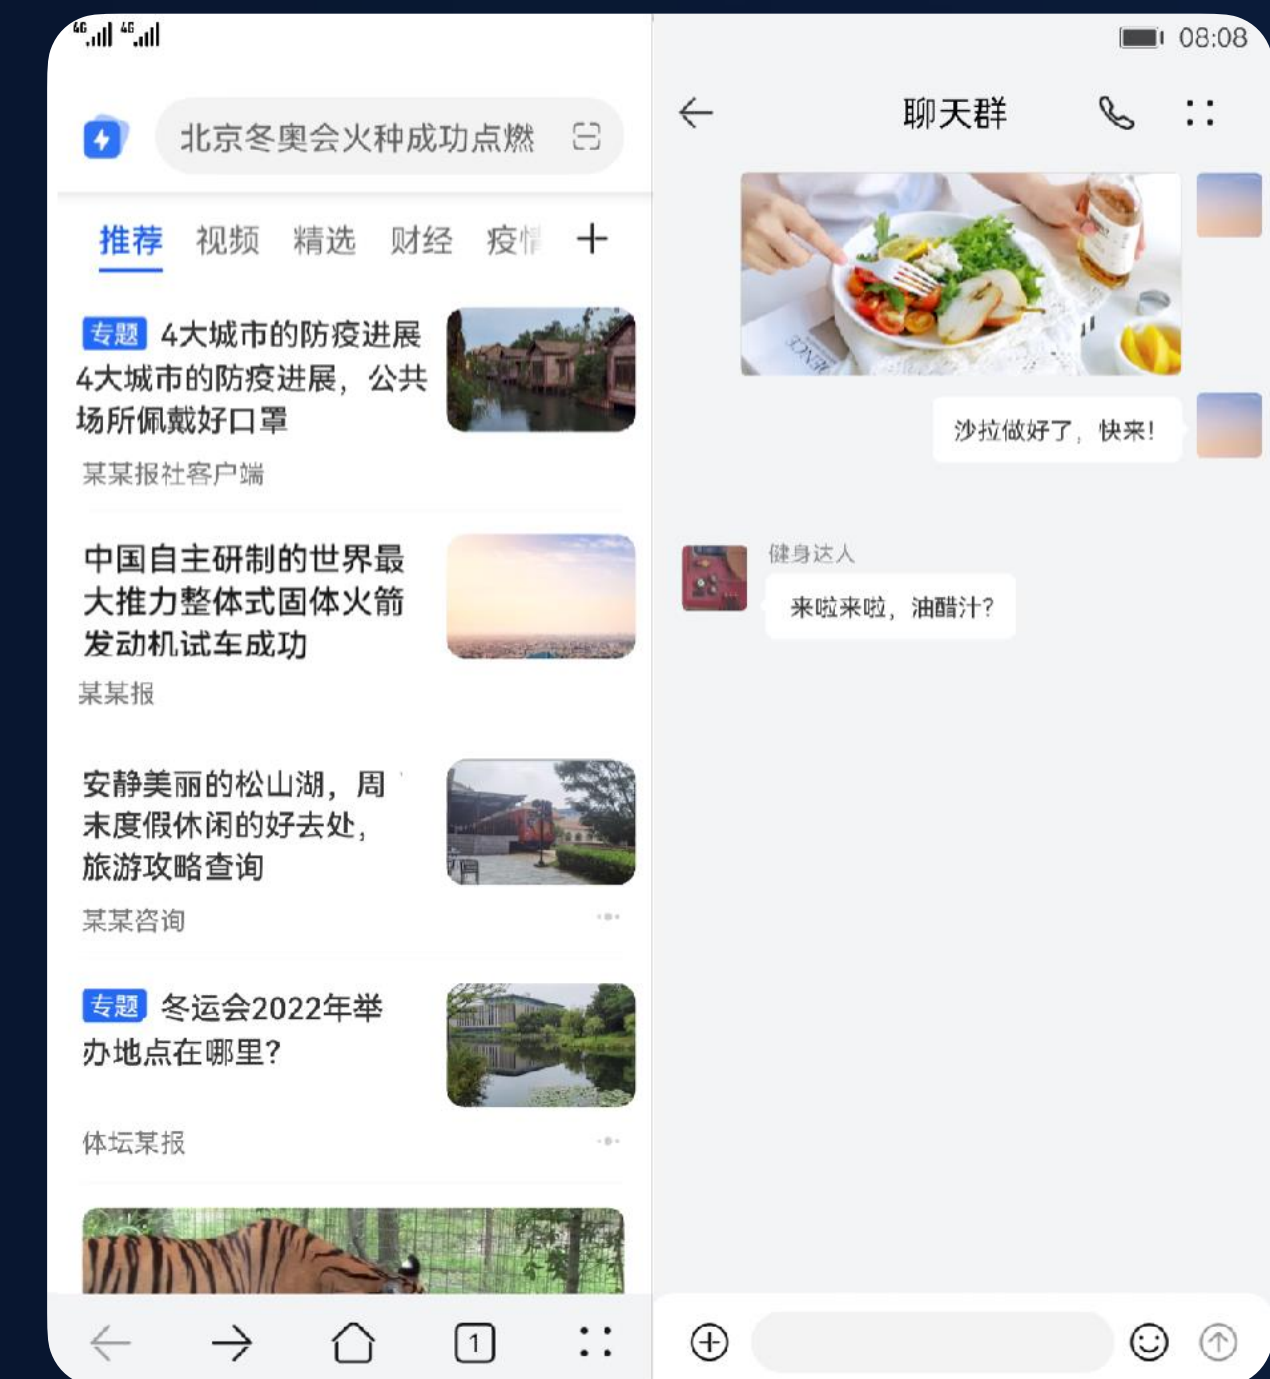 4G 4G
08:08
北京冬奥会火种成功点燃
推荐 视频 精选 财经 疫情
专题 4大城市的防疫进展
4大城市的防疫进展，公共
场所佩戴好口罩
某某报社客户端
中国自主研制的世界最
大推力整体式固体火箭
发动机试车成功
某某报
安静美丽的松山湖，周
末度假休闲的好去处，
旅游攻略查询
某某咨询
专题 冬运会2022年举
办地点在哪里?
体坛某报
1
聊天群
沙拉做好了，快来!
健身达人
来啦来啦，油醋汁?